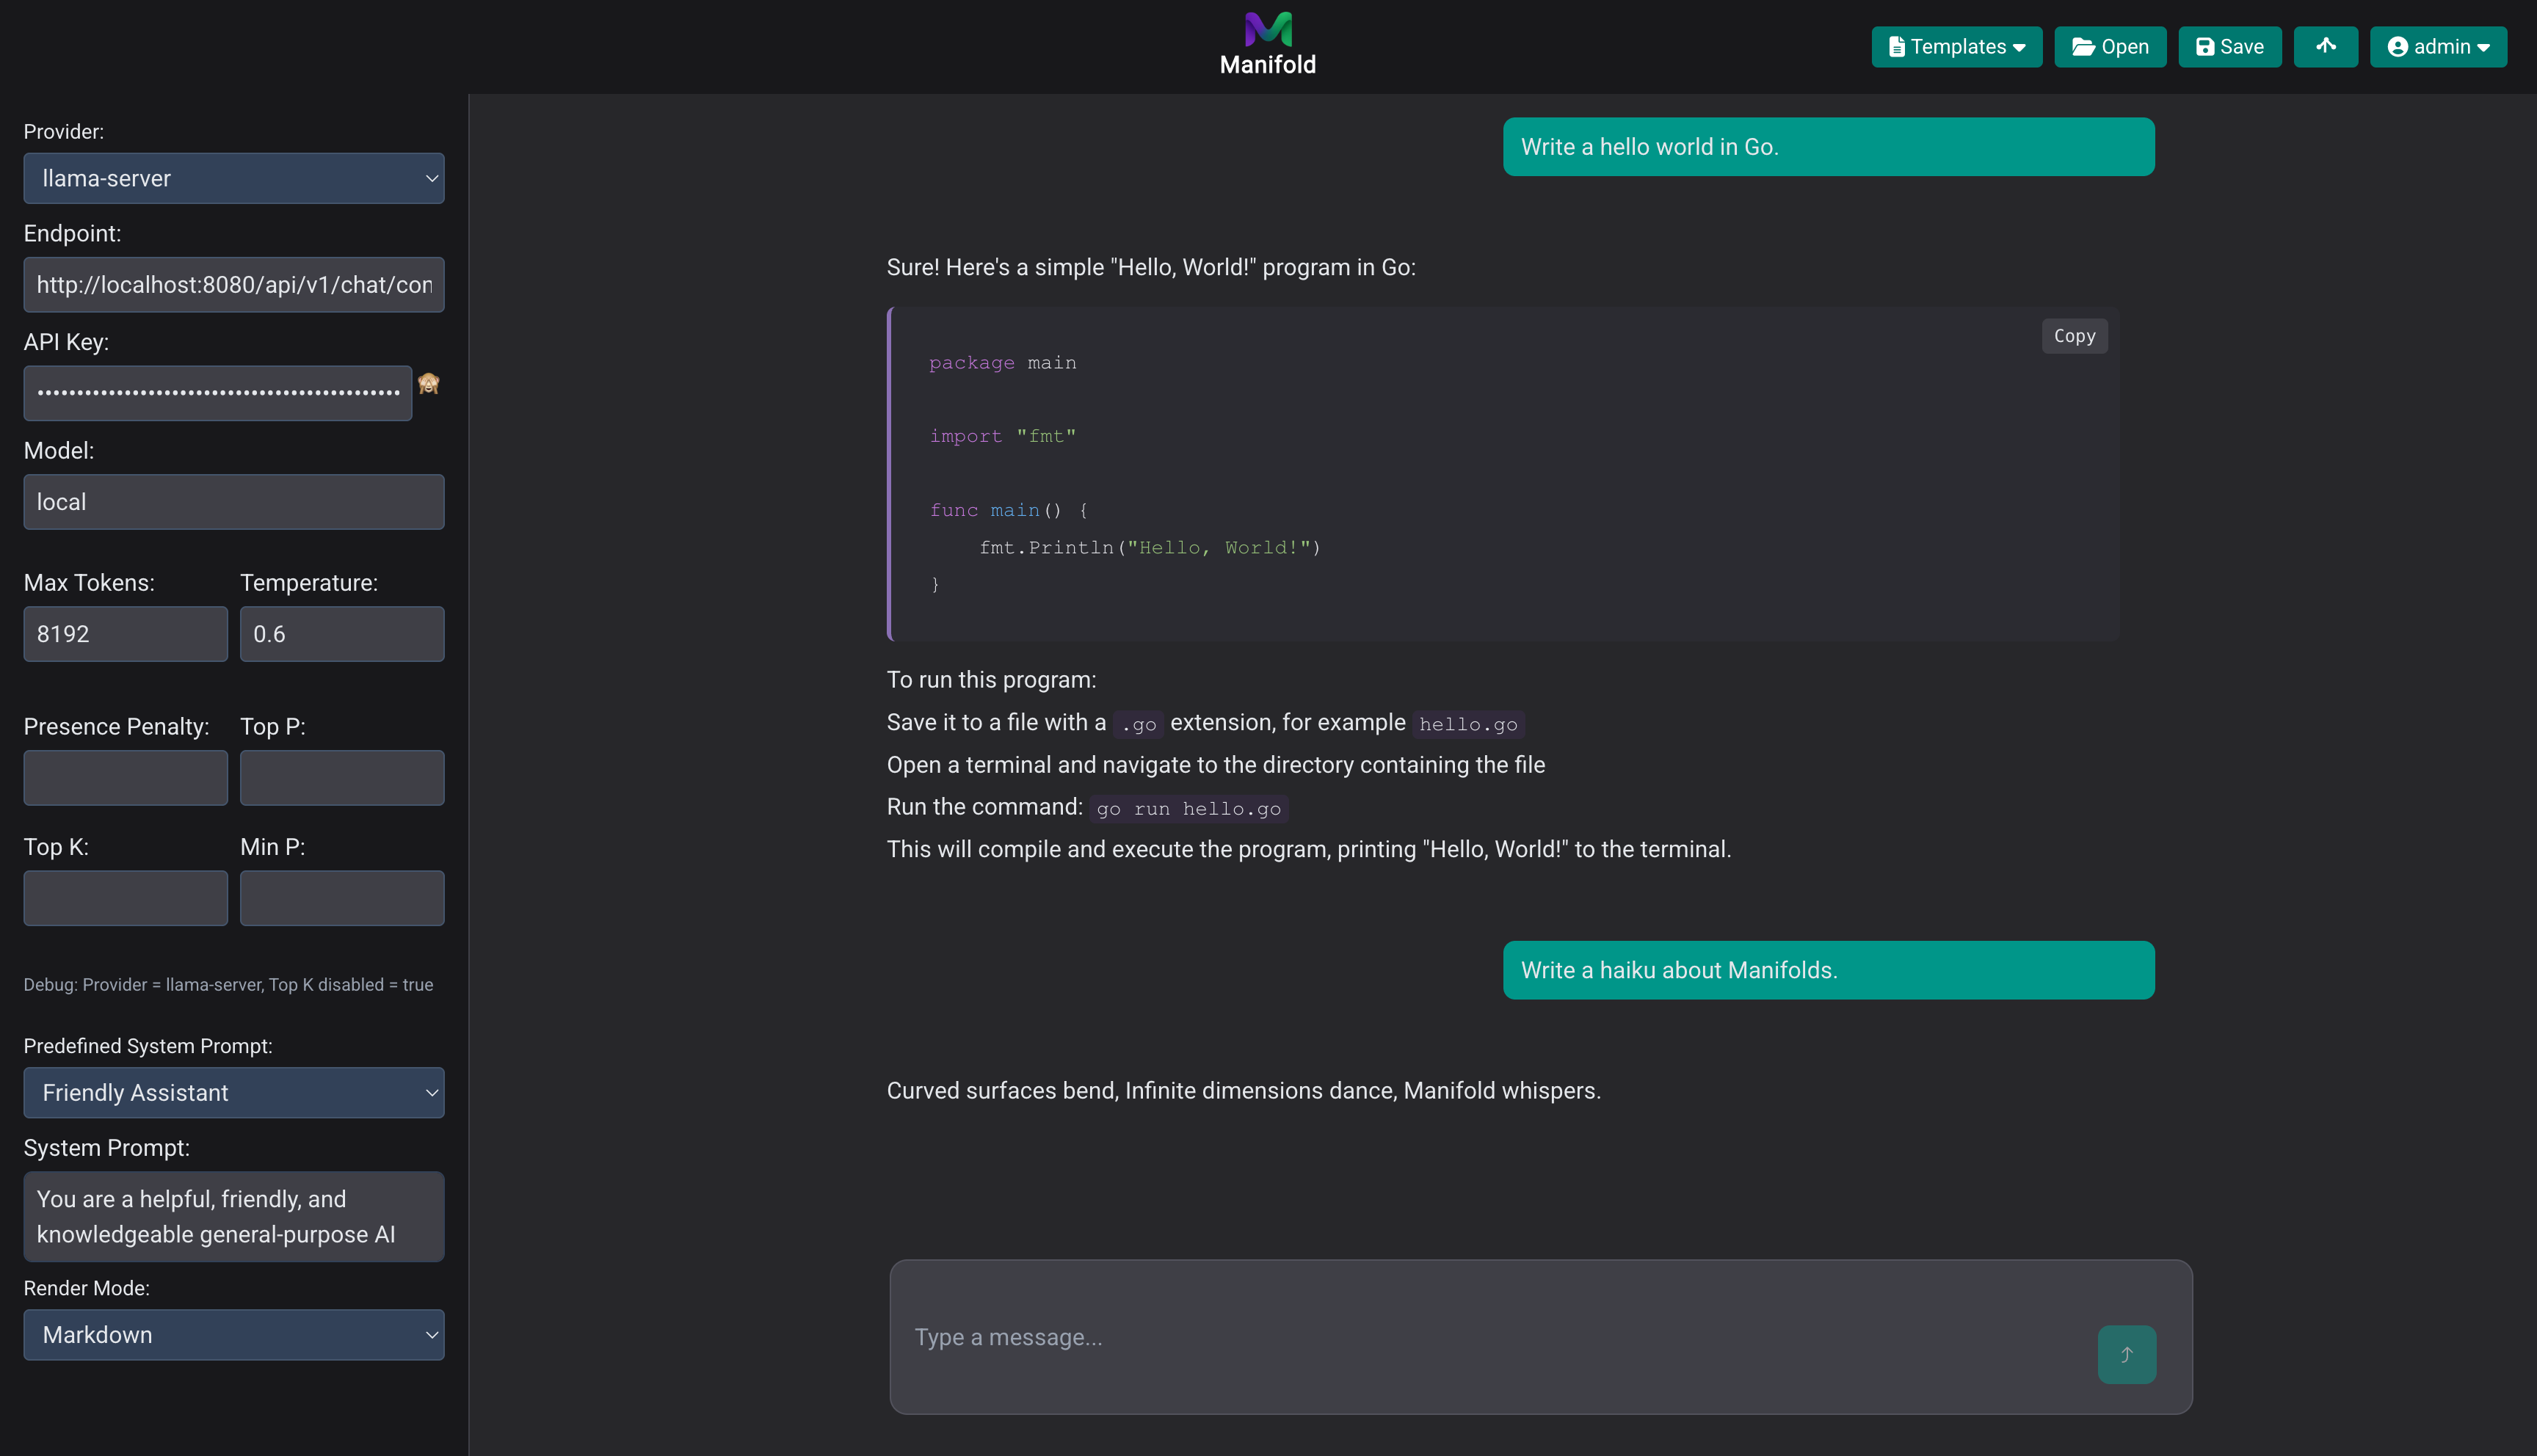 Manifold
Templates
Open
Save
admin
Provider:
llama-server
Endpoint:
http://localhost:8080/api/v1/chat/con
API Key:
Model:
local
Max Tokens:
Temperature:
8192
0.6
Presence Penalty:
Top P:
Top K:
Min P:
Debug: Provider = llama-server, Top K disabled = true
Predefined System Prompt:
Friendly Assistant
System Prompt:
You are a helpful, friendly, and
knowledgeable general-purpose AI
Render Mode:
Markdown
Write a hello world in Go.
Sure! Here's a simple "Hello, World!" program in Go:
Copy
package main
import "fmt"
func main() {
    fmt.Println("Hello, World!")
}
To run this program:
Save it to a file with a .go extension, for example hello.go
Open a terminal and navigate to the directory containing the file
Run the command: go run hello.go
This will compile and execute the program, printing "Hello, World!" to the terminal.
Write a haiku about Manifolds.
Curved surfaces bend, Infinite dimensions dance, Manifold whispers.
Type a message...